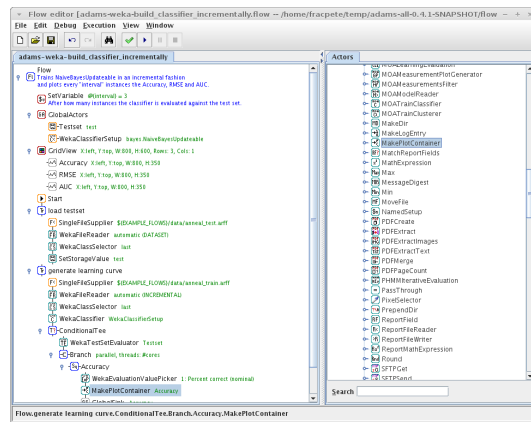 Flow editor [adams-weka-build_classifier_incrementally.flow -- /home/fracpete/temp/adams-all-0.4.1-SNAPSHOT/flow
File Edit Debug Execution View Window
adams-weka-build_classifier_incrementally
Flow
Trains NaiveBayesUpdateable in an incremental fashion
and plots every "interval" instances the Accuracy, RMSE and AUC.
SetVariable @{interval} = 3
After how many instances the classifier is evaluated against the test set.
GlobalActors
Testset test
WekaClassifierSetup bayes.NaiveBayesUpdateable
GridView X:left, Y:top, W:800, H:600, Rows: 3, Cols: 1
Accuracy X:left, Y:top, W:800, H:350
RMSE X:left, Y:top, W:800, H:350
AUC X:left, Y:top, W:800, H:350
Start
load testset
SingleFileSupplier ${EXAMPLE_FLOWS}/data/anneal_test.arff
WekaFileReader automatic (DATASET)
WekaClassSelector last
SetStorageValue test
generate learning curve
SingleFileSupplier ${EXAMPLE_FLOWS}/data/anneal_train.arff
WekaFileReader automatic (INCREMENTAL)
WekaClassSelector last
WekaClassifier WekaClassifierSetup
ConditionalTee
WekaTestSetEvaluator Testset
Branch parallel, threads: #cores
Accuracy
WekaEvaluationValuePicker 1: Percent correct (nominal)
MakePlotContainer Accuracy
Actors
MOALearningEvaluation
MOAMeasurementPlotGenerator
MOAMeasurementsFilter
MOAModelReader
MOATrainClassifier
MOATrainClusterer
MakeDir
MakeLogEntry
MakePlotContainer
MatchReportFields
MathExpression
Max
MessageDigest
Min
MoveFile
NamedSetup
PDFCreate
PDFExtract
PDFExtractImages
PDFExtractText
PDFMerge
PDFPageCount
PHMMIterativeEvaluation
PassThrough
PixelSelector
PrependDir
ReportField
ReportFileReader
ReportFileWriter
ReportMathExpression
Round
SFTPGet
SFTPSend
Search
Flow.generate learning curve.ConditionalTee.Branch.Accuracy.MakePlotContainer